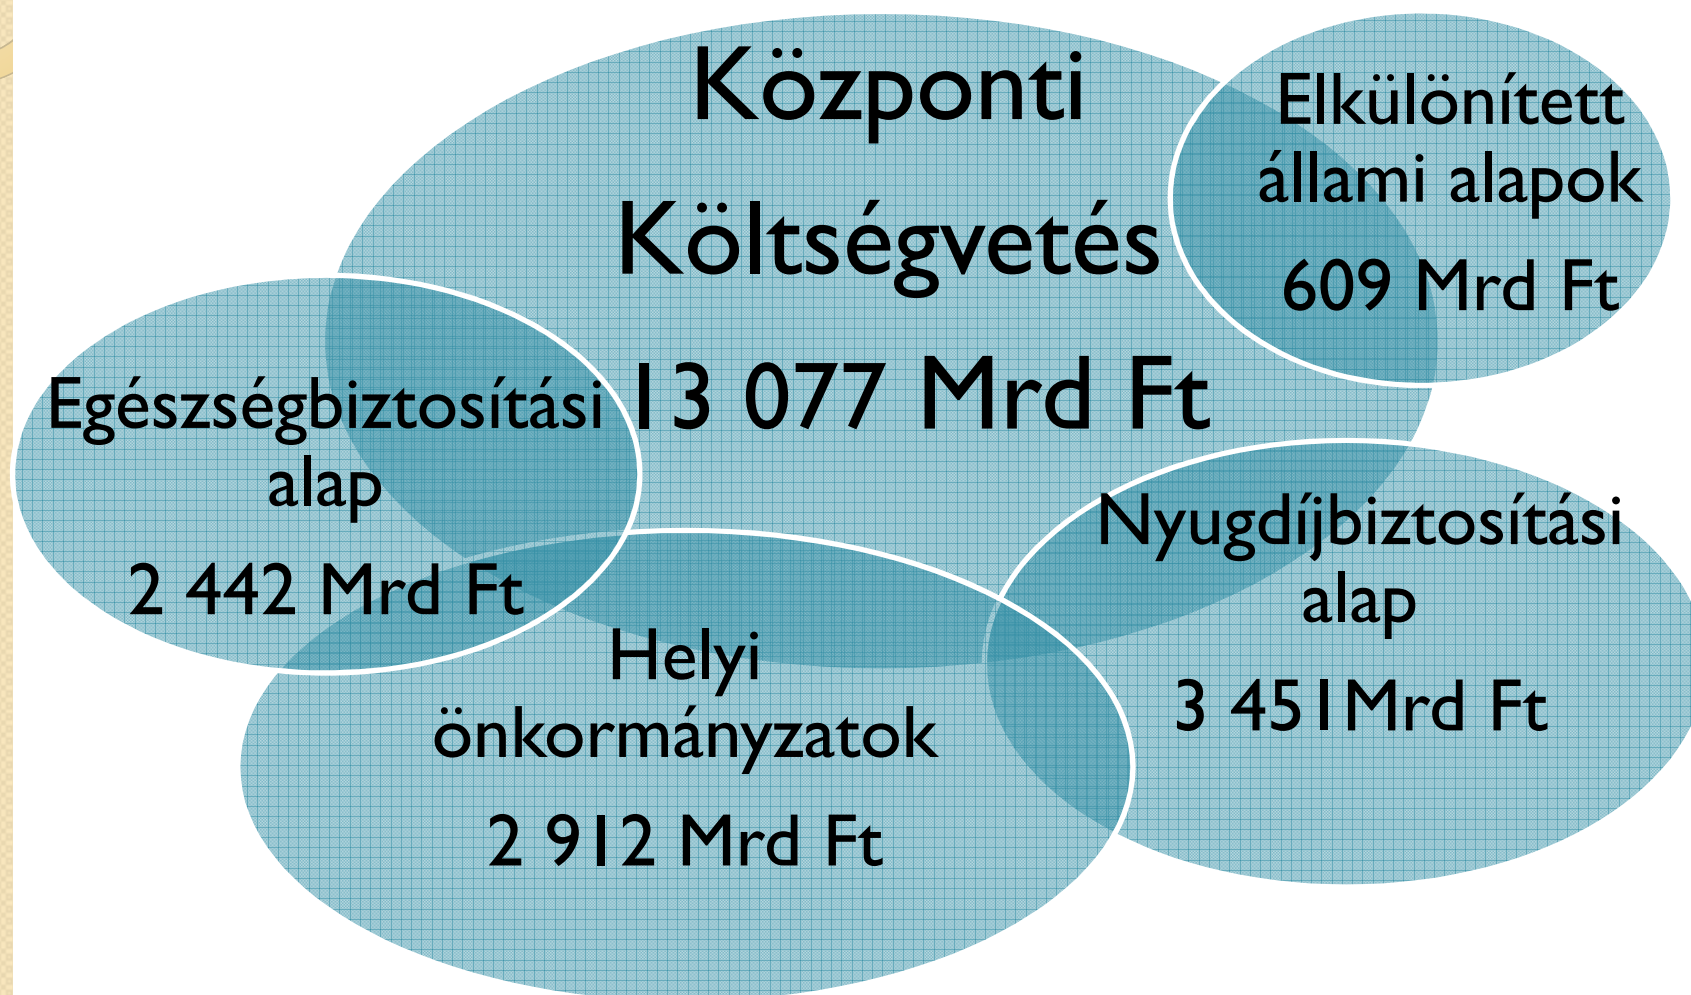 Központi
Költségvetés
13 077 Mrd Ft
Elkülönített
állami alapok
609 Mrd Ft
Egészségbiztosítási
alap
2 442 Mrd Ft
Nyugdíjbiztosítási
alap
3 451Mrd Ft
Helyi
önkormányzatok
2 912 Mrd Ft